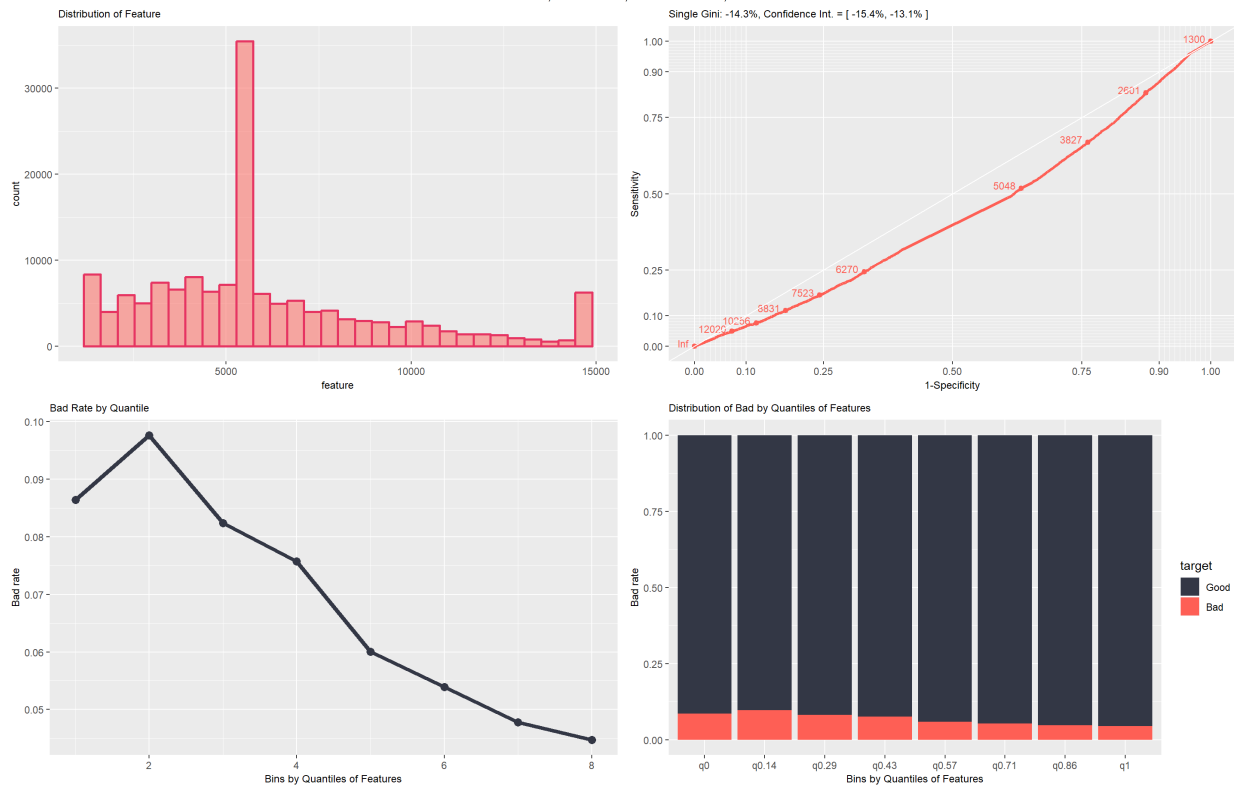 Distribution of Feature
30000
20000
10000
0
count
5000
10000
15000
feature
Single Gini: -14.3%, Confidence Int. = [ -15.4%, -13.1% ]
1.00
0.90
0.75
0.50
0.25
0.10
0.00
Sensitivity
1300
2601
3827
5048
6270
7523
8831
10256
12020
Inf
0.00
0.10
0.25
0.50
0.75
0.90
1.00
1-Specificity
Bad Rate by Quantile
0.10
0.09
0.08
0.07
0.06
0.05
Bad rate
2
4
6
8
Bins by Quantiles of Features
Distribution of Bad by Quantiles of Features
1.00
0.75
0.50
0.25
0.00
Bad rate
q0
q0.14
q0.29
q0.43
q0.57
q0.71
q0.86
q1
Bins by Quantiles of Features
target
Good
Bad